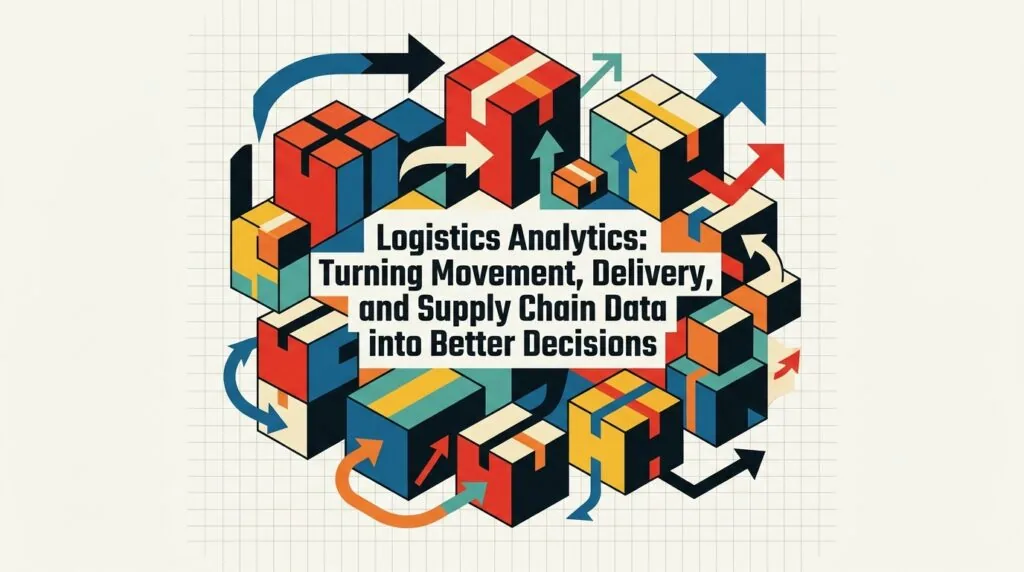 Logistics Analytics:
Turning Movement, Delivery,
and Supply Chain Data
into Better Decisions